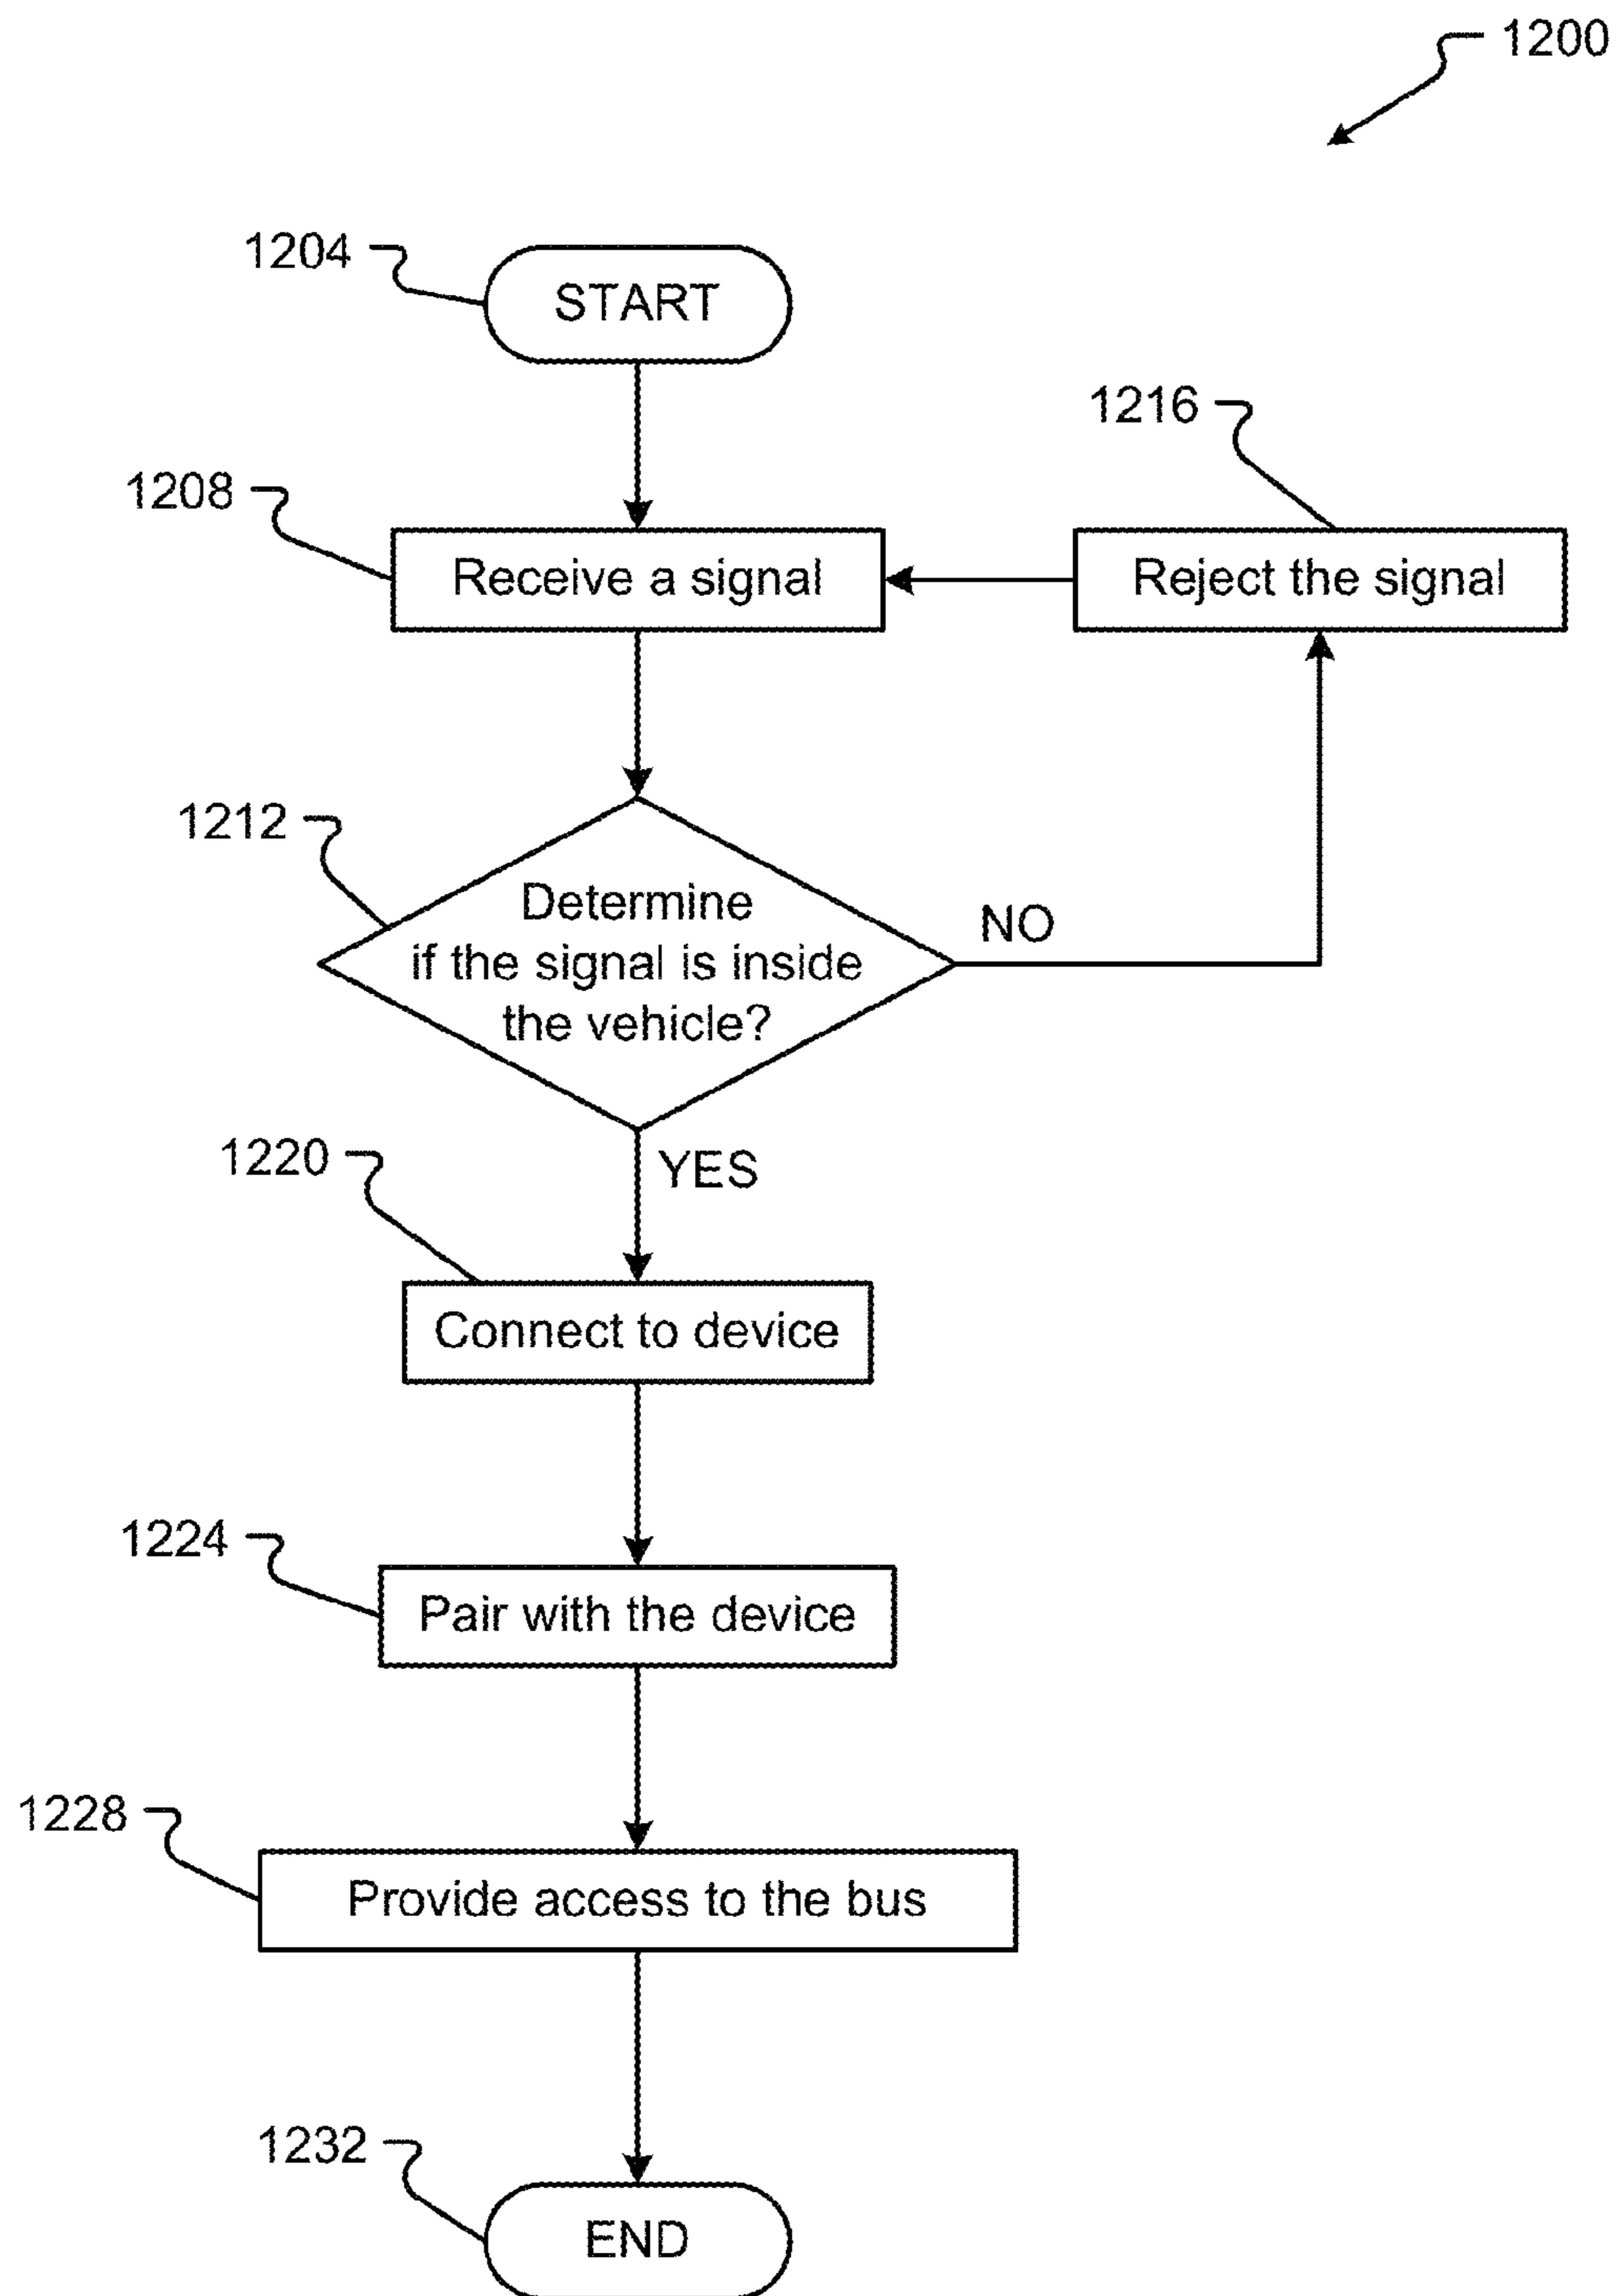 1200
1204
START
1216
1208
Receive a signal
Reject the signal
1212
Determine
if the signal is inside
the vehicle?
NO
1220
YES
Connect to device
1224
Pair with the device
1228
Provide access to the bus
1232
END